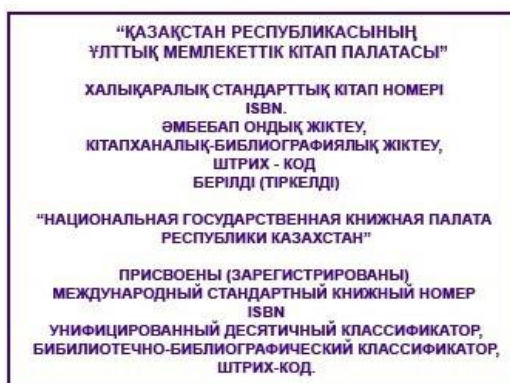 “ҚАЗАҚСТАН РЕСПУБЛИКАСЫНЫҢ
ҰЛТТЫҚ МЕМЛЕКЕТТІК КІТАП ПАЛАТАСЫ”
ХАЛЫҚАРАЛЫҚ СТАНДАРТТЫҚ КІТАП НОМЕРІ
ISBN.
ӘМБЕБАП ОНДЫҚ ЖІКТЕУ,
КІТАПХАНАЛЫҚ-БИБЛИОГРАФИЯЛЫҚ ЖІКТЕУ,
ШТРИХ - КОД
БЕРІЛДІ (ТІРКЕЛДІ)
“НАЦИОНАЛЬНАЯ ГОСУДАРСТВЕННАЯ КНИЖНАЯ ПАЛАТА
РЕСПУБЛИКИ КАЗАХСТАН”
ПРИСВОЕНЫ (ЗАРЕГИСТРИРОВАНЫ)
МЕЖДУНАРОДНЫЙ СТАНДАРТНЫЙ КНИЖНЫЙ НОМЕР
ISBN
УНИФИЦИРОВАННЫЙ ДЕСЯТИЧНЫЙ КЛАССИФИКАТОР,
БИБИЛИОТЕЧНО-БИБЛИОГРАФИЧЕСКИЙ КЛАССИФИКАТОР,
ШТРИХ-КОД.